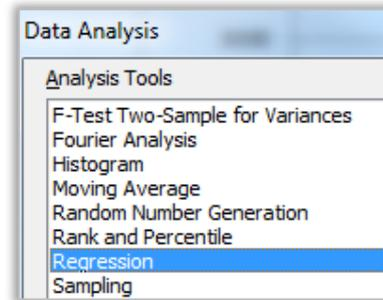 Data Analysis
Analysis Tools
F-Test Two-Sample for Variances
Fourier Analysis
Histogram
Moving Average
Random Number Generation
Rank and Percentile
Regression
Sampling